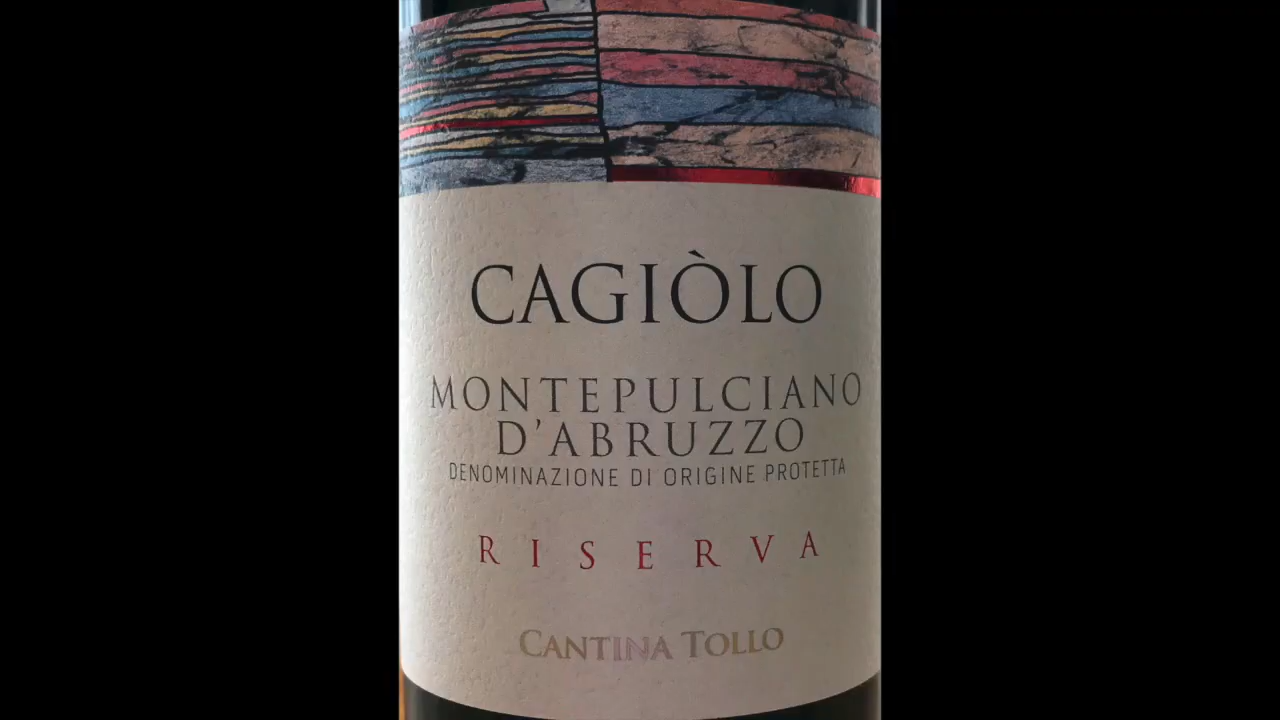 CAGIÒLO
MONTEPULCIANO
D'ABRUZZO
DENOMINAZIONE DI ORIGINE PROTETTA
RISERVA
CANTINA TOLLO